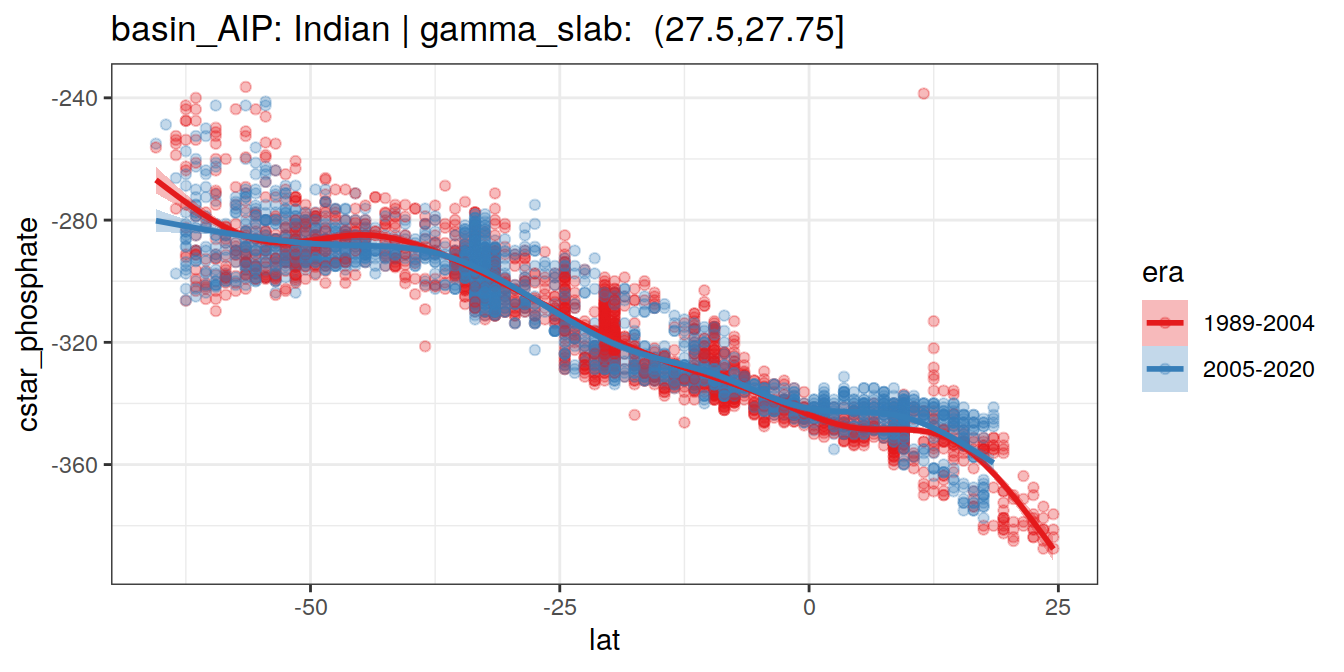 basin_AIP: Indian | gamma_slab:  (27.5,27.75]
-240
-280
-320
-360
cstar_phosphate
-50
-25
0
25
lat
era
1989-2004
2005-2020